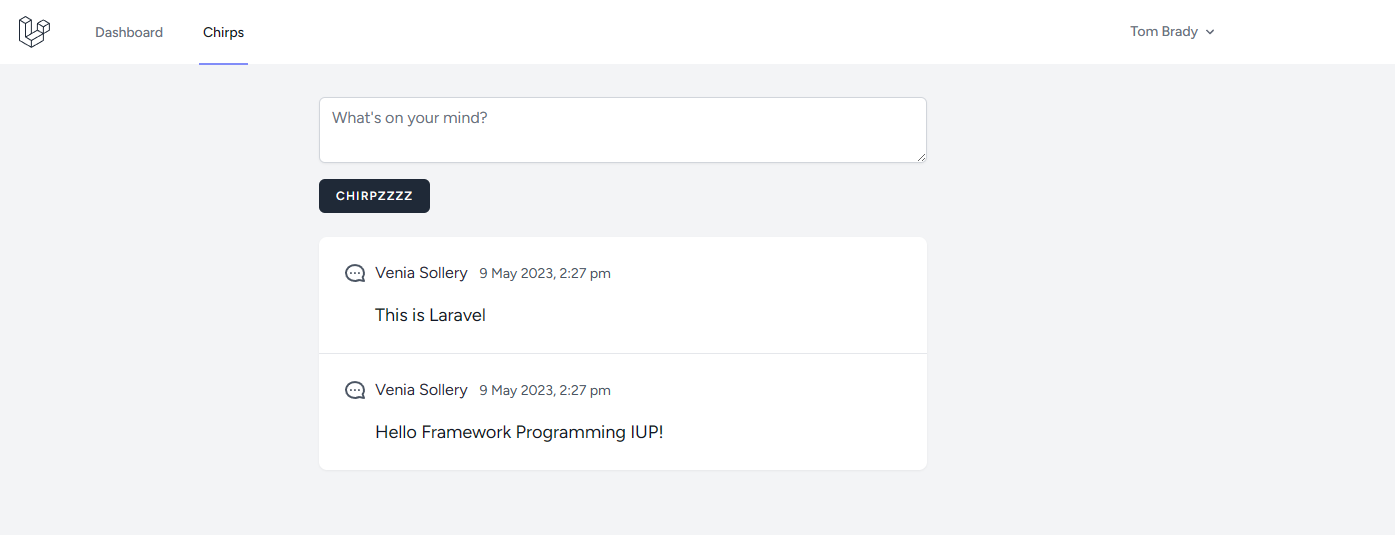 Dashboard Chirps Tom Brady
What's on your mind?
CHIRPZZZZ
Venia Sollery 9 May 2023, 2:27 pm
This is Laravel
Venia Sollery 9 May 2023, 2:27 pm
Hello Framework Programming IUP!